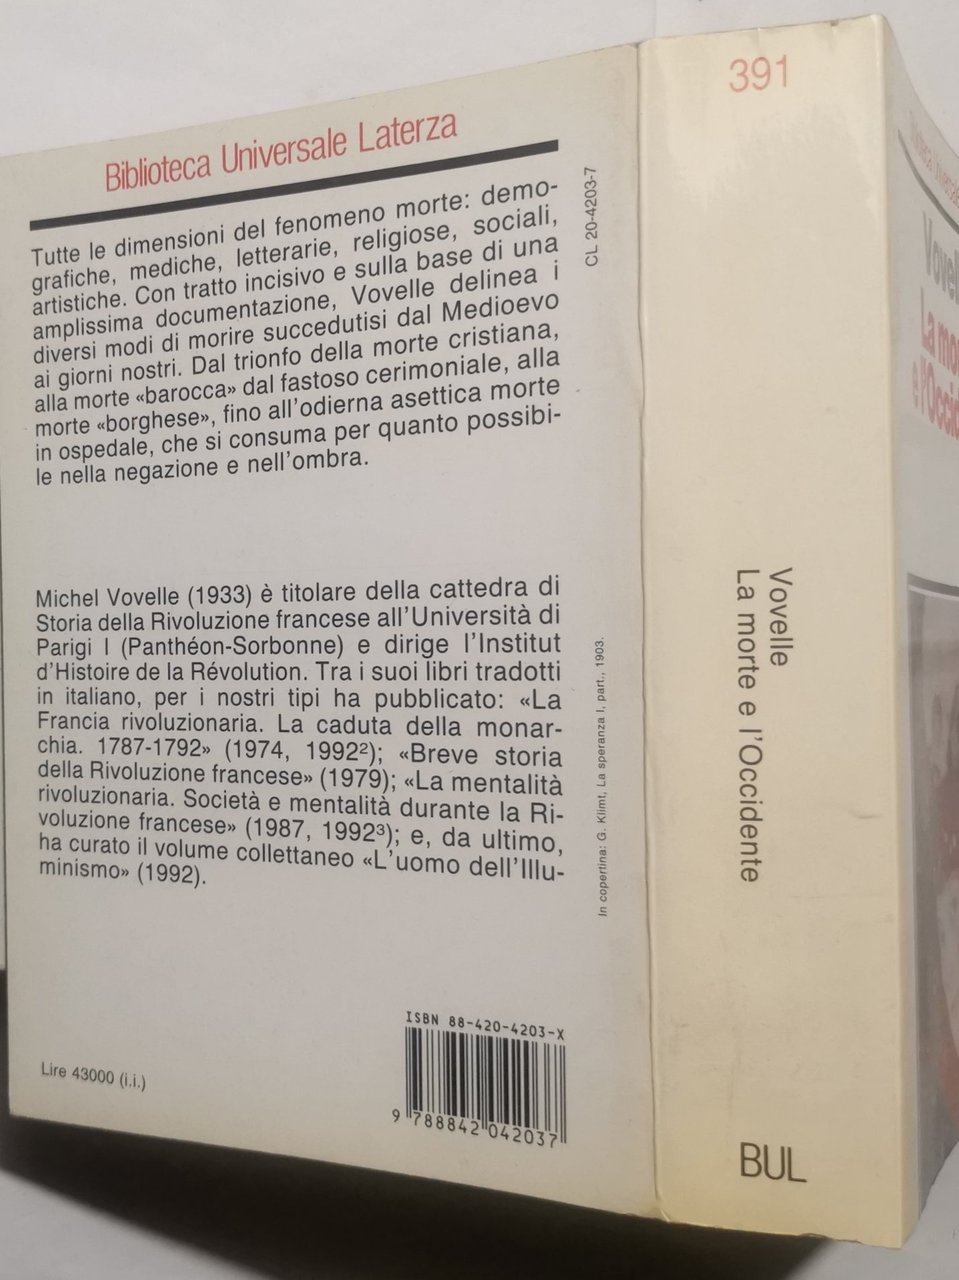 Biblioteca Universale Laterza
Tutte le dimensioni del fenomeno morte: demo-
grafiche, mediche, letterarie, religiose, sociali,
artistiche. Con tratto incisivo e sulla base di una
amplissima documentazione, Vovelle delinea i
diversi modi di morire succedutisi dal Medioevo
ai giorni nostri. Dal trionfo della morte cristiana,
alla morte «barocca» dal fastoso cerimoniale, alla
morte «borghese», fino all'odierna asettica morte
in ospedale, che si consuma per quanto possibi-
le nella negazione e nell'ombra.
Michel Vovelle (1933) è titolare della cattedra di
Storia della Rivoluzione francese all'Università di
Parigi I (Panthéon-Sorbonne) e dirige l'Institut
d'Histoire de la Révolution. Tra i suoi libri tradotti
in italiano, per i nostri tipi ha pubblicato: «La
Francia rivoluzionaria. La caduta della monar-
chia. 1787-1792» (1974, 1992²); «Breve storia
della Rivoluzione francese» (1979); «La mentalità
rivoluzionaria. Società e mentalità durante la Ri-
voluzione francese» (1987, 1992³); e, da ultimo,
ha curato il volume collettaneo «L'uomo dell'Illu-
minismo» (1992).
Lire 43000 (i.i.)
ISBN 88-420-4203-X
9 788842 042037
CL 20-4203-7
In copertina: G. Klimt, La speranza I, part., 1903.
391
Vovelle
La morte e l'Occidente
BUL